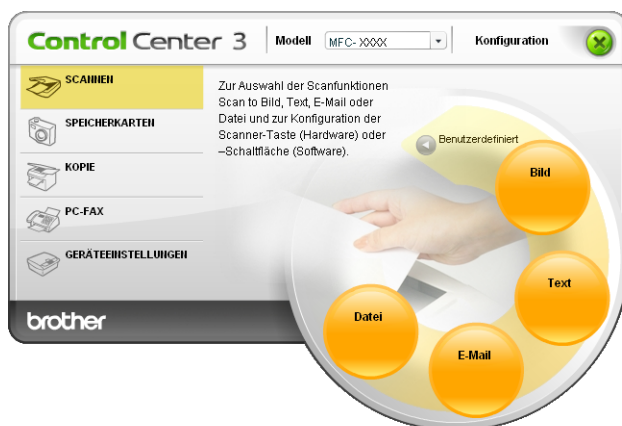 Control Center 3 Modell MFC- XXXX Konfiguration
SCANNEN
SPEICHERKARTEN
KOPIE
PC-FAX
GERÄTEEINSTELLUNGEN
Zur Auswahl der Scanfunktionen
Scan to Bild, Text, E-Mail oder
Datei und zur Konfiguration der
Scanner-Taste (Hardware) oder
–Schaltfläche (Software).
Benutzerdefiniert
Bild
Text
E-Mail
Datei
brother